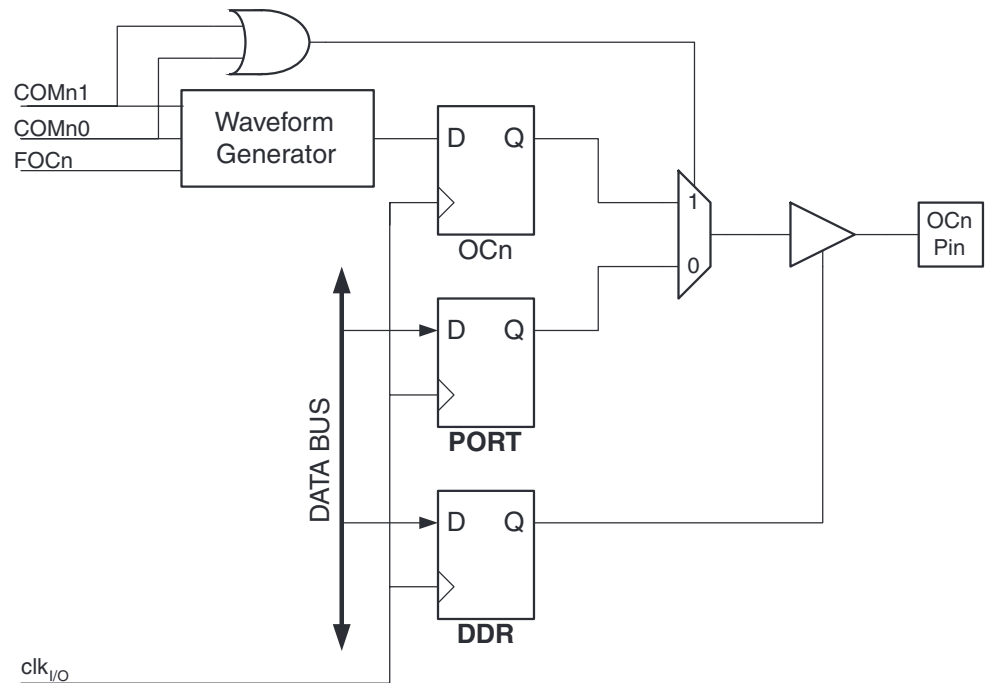 COMn1
COMn0
FOCn
Waveform
Generator
D Q
OCn
1
0
OCn
Pin
D Q
PORT
DATA BUS
D Q
DDR
clkI/O